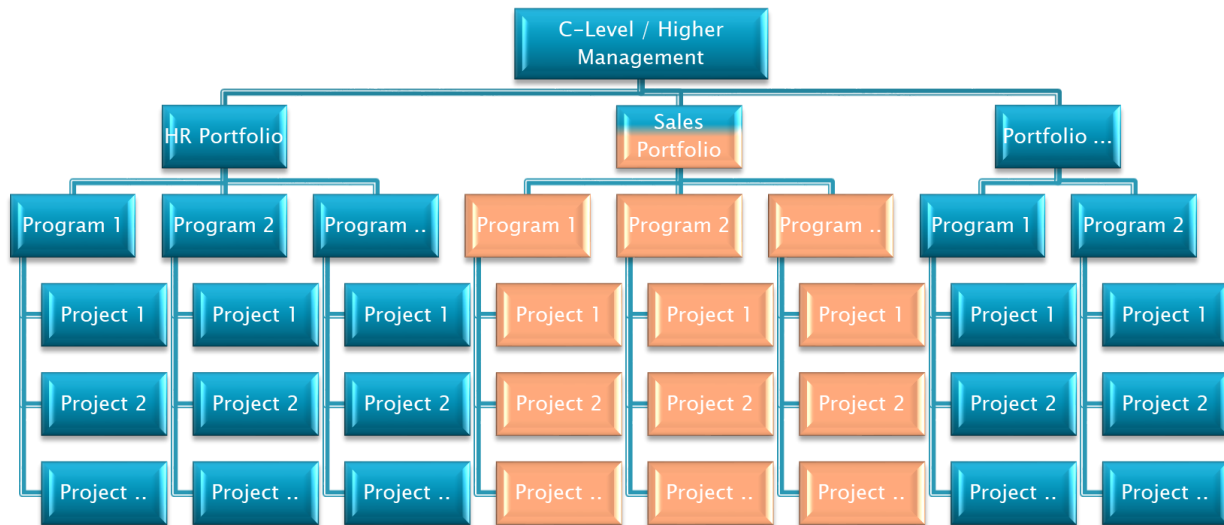 C-Level / Higher
Management
HR Portfolio
Sales
Portfolio
Portfolio ...
Program 1
Program 2
Program ..
Program 1
Program 2
Program ..
Program 1
Program 2
Project 1
Project 1
Project 1
Project 1
Project 1
Project 1
Project 1
Project 1
Project 2
Project 2
Project 2
Project 2
Project 2
Project 2
Project 2
Project 2
Project ..
Project ..
Project ..
Project ..
Project ..
Project ..
Project ..
Project ..